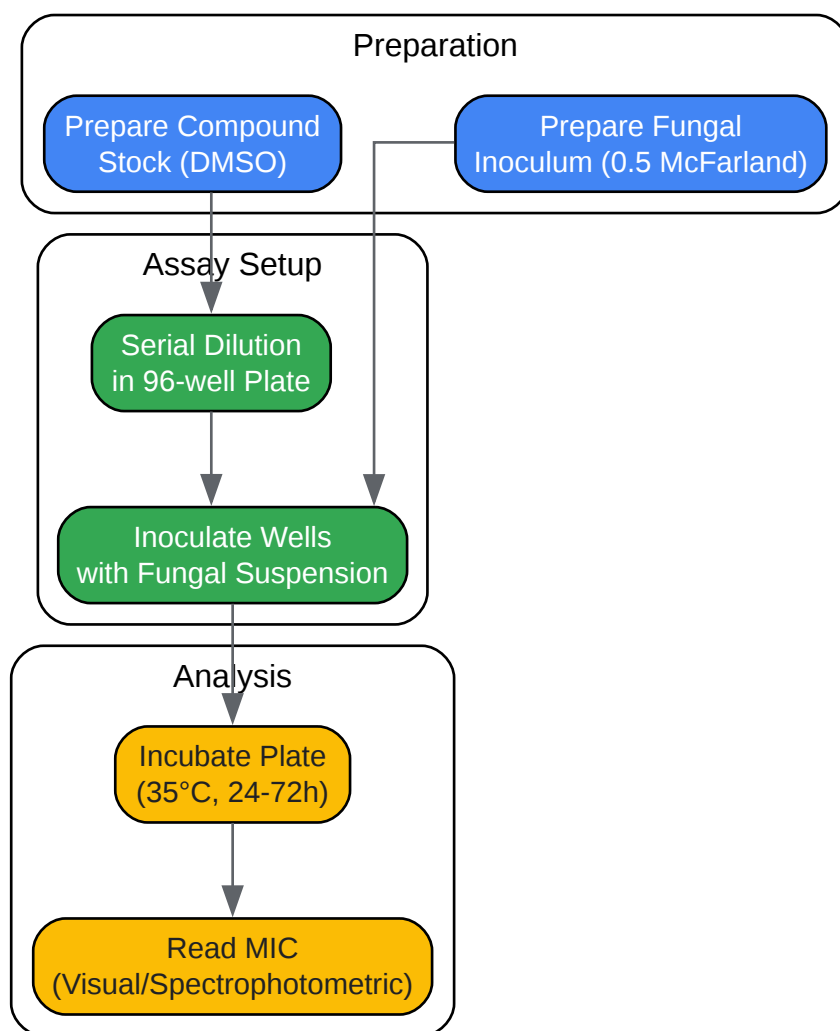 Preparation
Prepare Compound
Stock (DMSO)
Prepare Fungal
Inoculum (0.5 McFarland)
Assay Setup
Serial Dilution
in 96-well Plate
Inoculate Wells
with Fungal Suspension
Analysis
Incubate Plate
(35°C, 24-72h)
Read MIC
(Visual/Spectrophotometric)